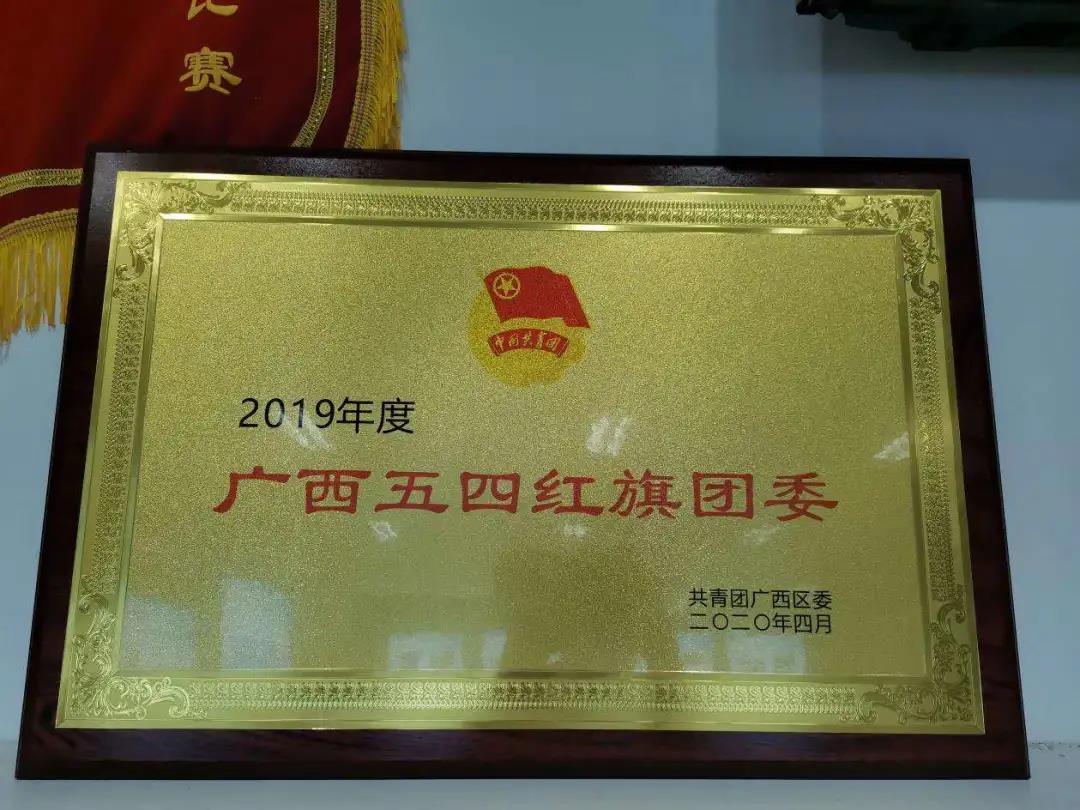 比
赛
中国共青团
2019年度
广西五四红旗团委
共青团广西区委
二〇二〇年四月